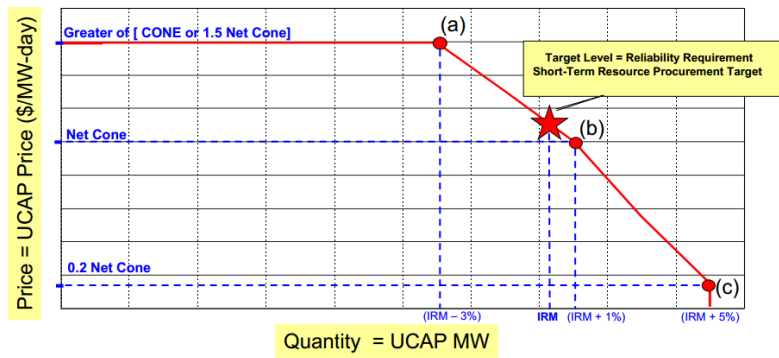 Greater of [ CONE or 1.5 Net Cone]
(a)
Target Level = Reliability Requirement
Short-Term Resource Procurement Target
Net Cone
(b)
0.2 Net Cone
(c)
Price = UCAP Price ($/MW-day)
(IRM – 3%)
IRM
(IRM + 1%)
(IRM + 5%)
Quantity = UCAP MW